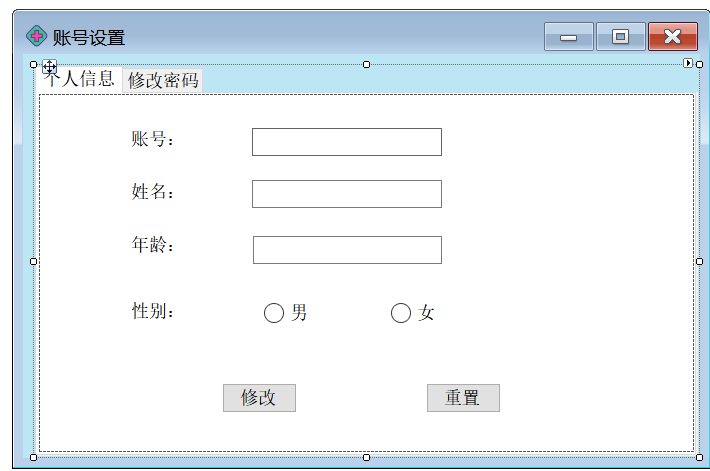 账号设置
个人信息 修改密码
账号：
姓名：
年龄：
性别： 男 女
修改 重置